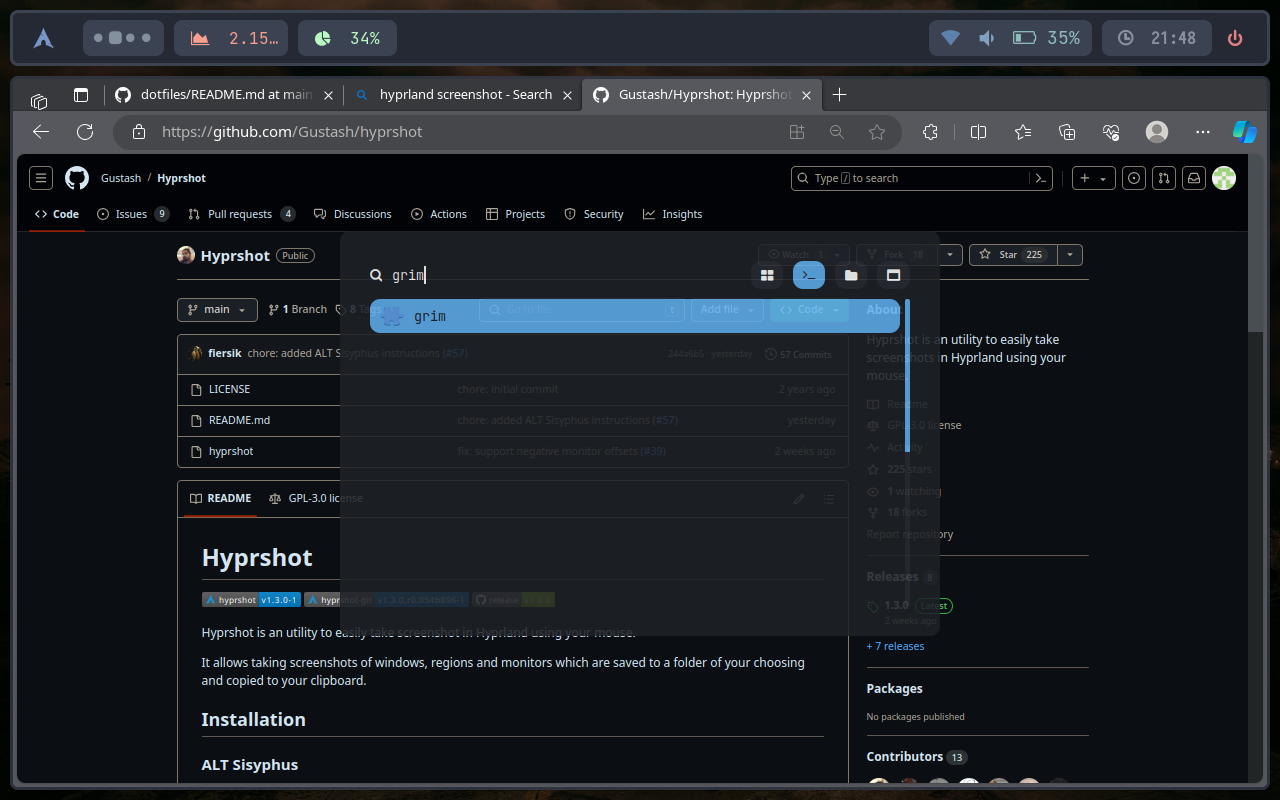 2.15… 34% 35% 21:48
dotfiles/README.md at main hyprland screenshot - Search Gustash/Hyprshot: Hyprshot
https://github.com/Gustash/hyprshot
Gustash / Hyprshot Type / to search
Code Issues 9 Pull requests 4 Discussions Actions Projects Security Insights
Hyprshot Public Watch 1 Fork 18 Star 225
grim
main 1 Branch 8 Tags Go to file t Add file Code About
grim
Hyprshot is an utility to easily take
screenshots in Hyprland using your
mouse.
fiersik chore: added ALT Sisyphus instructions (#57) yesterday 57 Commits
LICENSE chore: initial commit 2 years ago
README.md chore: added ALT Sisyphus instructions (#57) yesterday
hyprshot fix: support negative monitor offsets (#39) 2 weeks ago
Readme
GPL-3.0 license
Activity
225 stars
1 watching
18 forks
Report repository
README GPL-3.0 license
Hyprshot
hyprshot v1.3.0-1 hyprshot-git release
Hyprshot is an utility to easily take screenshot in Hyprland using your mouse.
It allows taking screenshots of windows, regions and monitors which are saved to a folder of your choosing
and copied to your clipboard.
Installation
ALT Sisyphus
Releases 8
1.3.0 Latest
2 weeks ago
+ 7 releases
Packages
No packages published
Contributors 13